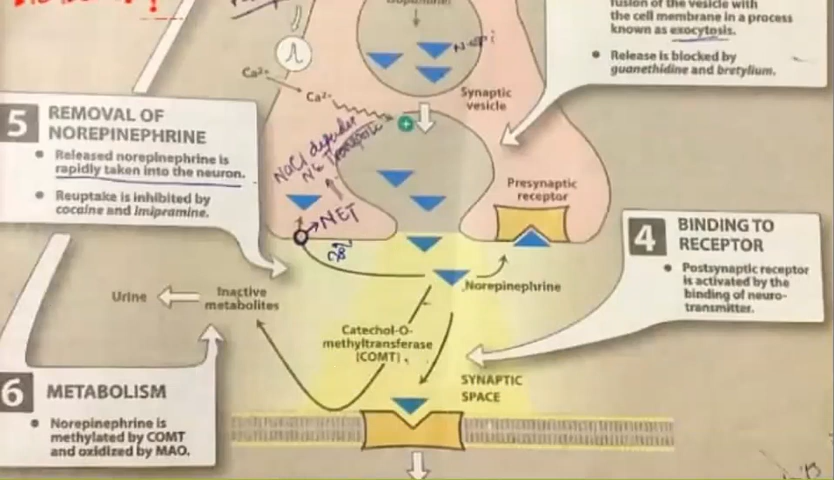 Dopamine
fusion of the vesicle with
the cell membrane in a process
known as exocytosis.
• Release is blocked by
guanethidine and bretylium.
Ca2+
Ca2+
Synaptic
vesicle
+
5 REMOVAL OF
NOREPINEPHRINE
• Released norepinephrine is
rapidly taken into the neuron.
• Reuptake is inhibited by
cocaine and imipramine.
NaCl
NET
Presynaptic
receptor
4 BINDING TO
RECEPTOR
• Postsynaptic receptor
is activated by the
binding of neuro-
transmitter.
Norepinephrine
Urine
Inactive
metabolites
Catechol-O-
methyltransferase
(COMT)
SYNAPTIC
SPACE
6 METABOLISM
• Norepinephrine is
methylated by COMT
and oxidized by MAO.